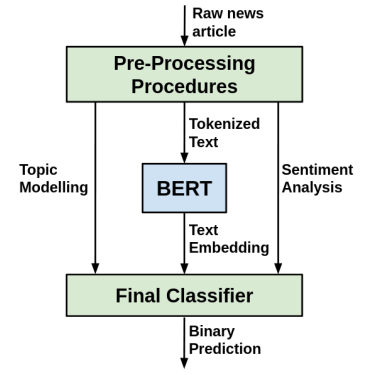 Raw news
article
Pre-Processing
Procedures
Tokenized
Text
Topic
Modelling
Sentiment
Analysis
BERT
Text
Embedding
Final Classifier
Binary
Prediction